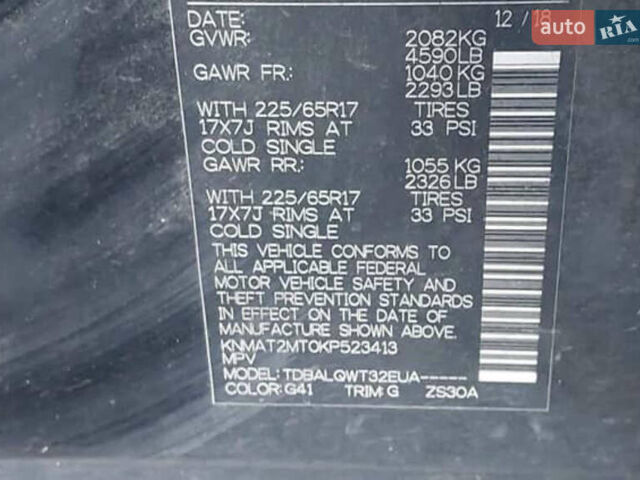 DATE: 12 / 18
GVWR: 2082KG
4590LB
GAWR FR.: 1040 KG
2293 LB
WITH 225/65R17 TIRES
17X7J RIMS AT 33 PSI
COLD SINGLE
GAWR RR.: 1055 KG
2326 LB
WITH 225/65R17 TIRES
17X7J RIMS AT 33 PSI
COLD SINGLE
THIS VEHICLE CONFORMS TO
ALL APPLICABLE FEDERAL
MOTOR VEHICLE SAFETY AND
THEFT PREVENTION STANDARDS
IN EFFECT ON THE DATE OF
MANUFACTURE SHOWN ABOVE.
KNMAT2MT0KP523413
MPV
MODEL: TDBALQWT32EUA-----
COLOR: G41 TRIM: G ZS30A
auto RIA.com